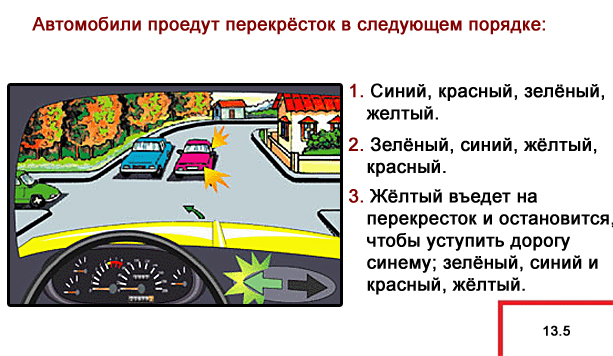 Автомобили проедут перекрёсток в следующем порядке:
1. Синий, красный, зелёный,
желтый.
2. Зелёный, синий, жёлтый,
красный.
3. Жёлтый въедет на
перекресток и остановится,
чтобы уступить дорогу
синему; зелёный, синий и
красный, жёлтый.
13.5